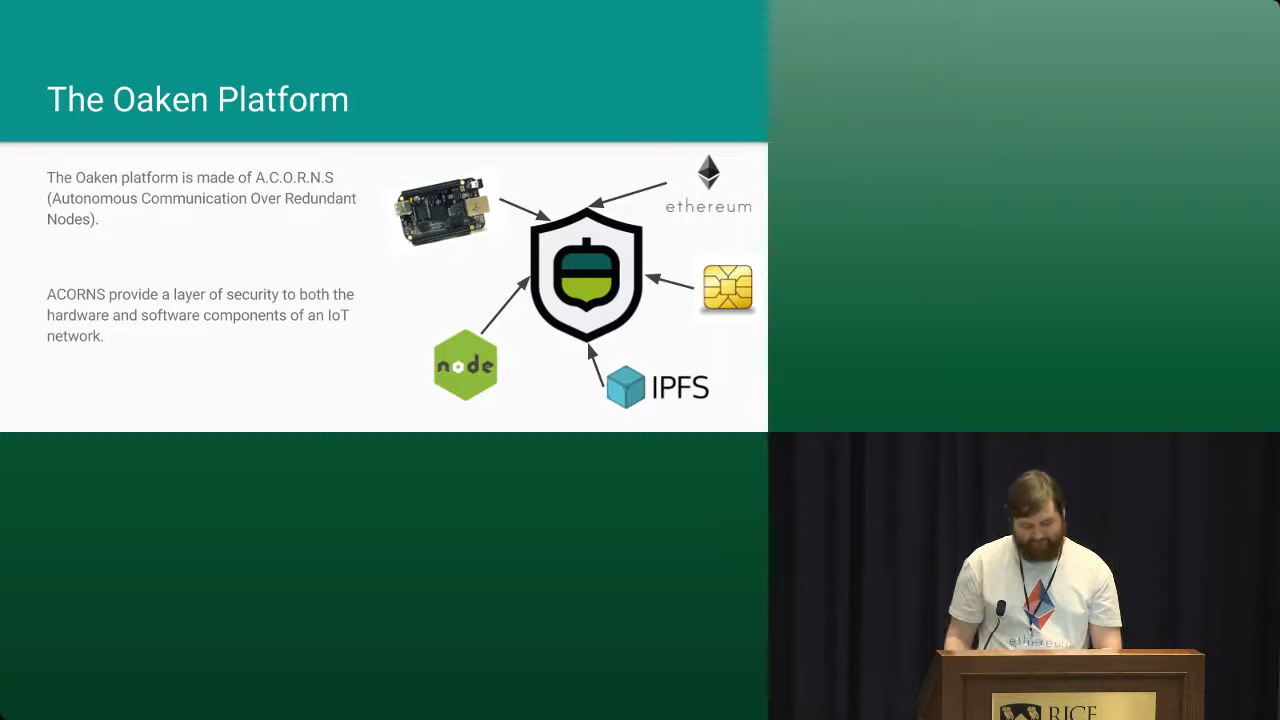 The Oaken Platform
The Oaken platform is made of A.C.O.R.N.S
(Autonomous Communication Over Redundant
Nodes).
ACORNS provide a layer of security to both the
hardware and software components of an IoT
network.
ethereum
node
IPFS
ethereum
RICE